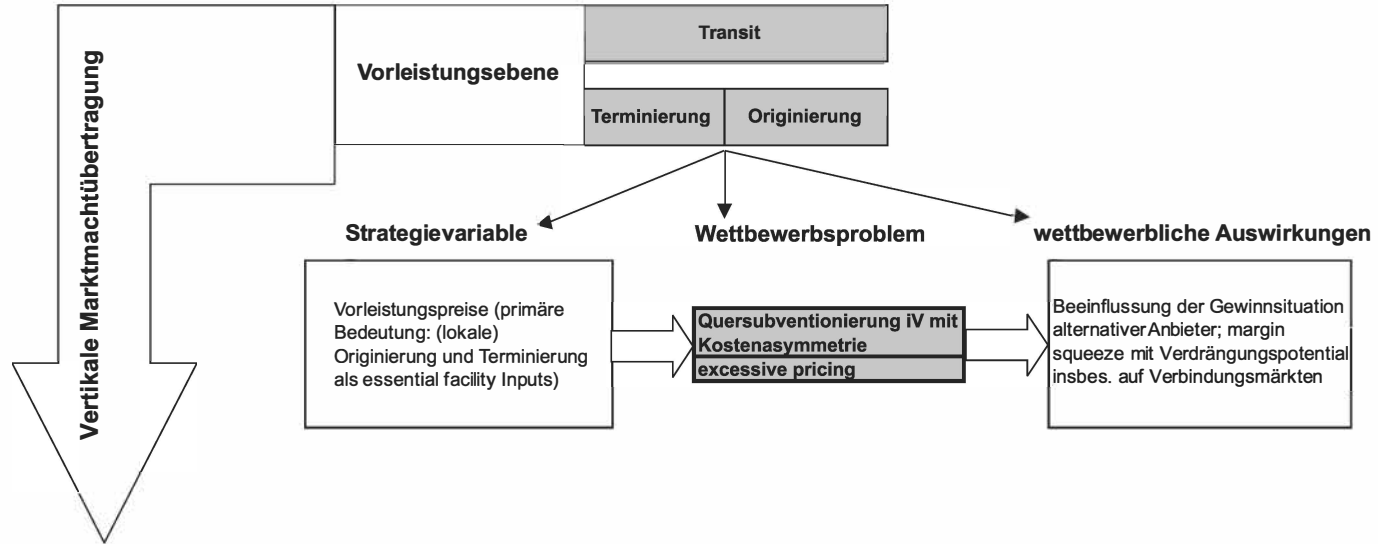 Vertikale Marktmachtübertragung
Vorleistungsebene
Transit
Terminierung
Originierung
Strategievariable
Wettbewerbsproblem
wettbewerbliche Auswirkungen
Vorleistungspreise (primäre
Bedeutung: (lokale)
Originierung und Terminierung
als essential facility Inputs)
Quersubventionierung iV mit
Kostenasymmetrie
excessive pricing
Beeinflussung der Gewinnsituation
alternativer Anbieter; margin
squeeze mit Verdrängungspotential
insbes. auf Verbindungsmärkten